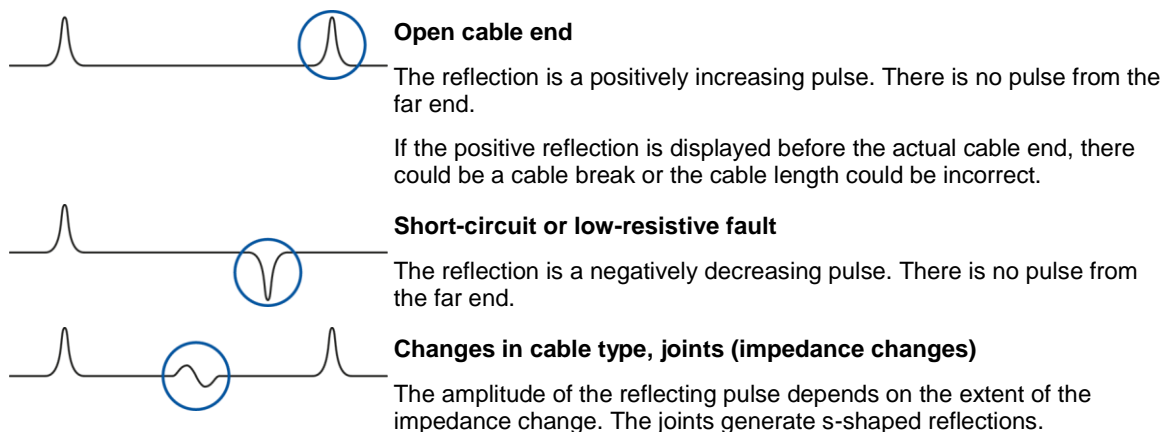 Open cable end
The reflection is a positively increasing pulse. There is no pulse from the
far end.
If the positive reflection is displayed before the actual cable end, there
could be a cable break or the cable length could be incorrect.
Short-circuit or low-resistive fault
The reflection is a negatively decreasing pulse. There is no pulse from
the far end.
Changes in cable type, joints (impedance changes)
The amplitude of the reflecting pulse depends on the extent of the
impedance change. The joints generate s-shaped reflections.